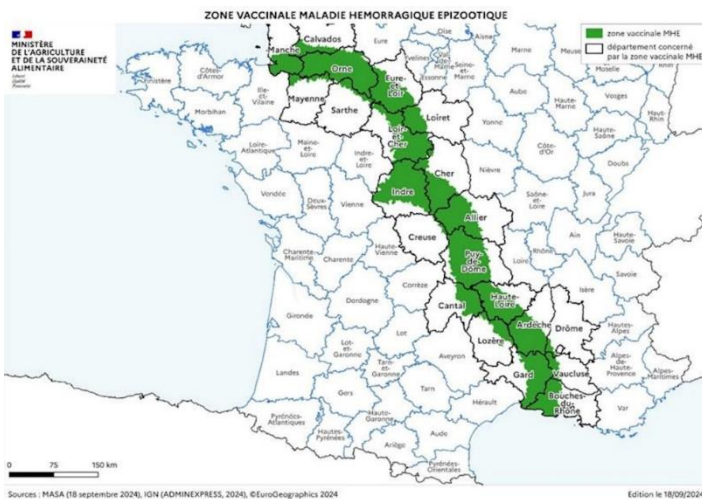 ZONE VACCINALE MALADIE HEMORRAGIQUE EPIZOOTIQUE
MINISTÈRE
DE L'AGRICULTURE
ET DE LA SOUVERAINETÉ
ALIMENTAIRE
Liberté
Égalité
Fraternité
zone vaccinale MHE
département concerné
par la zone vaccinale MHE
Calvados
Eure
Oise
Aisne
Meuse
Moselle
Manche
Orne
Yvelines
Marne
Essonne
Seine-
et-
Marne
Finistère
Côtes-
d'Armor
Ille-
et-
Vilaine
Mayenne
Eure-
et-
Loir
Aube
Haute-
Marne
Vosges
Haut-
Rhin
Morbihan
Sarthe
Loiret
Yonne
Haute-
Saône
Loir-
et-
Cher
Côte-
d'Or
Doubs
Loire-
Atlantique
Maine-
et-
Loire
Indre-
et-
Loire
Cher
Nièvre
Jura
Vendée
Deux-
Sèvres
Vienne
Indre
Allier
Saône-
et-
Loire
Creuse
Ain
Haute-
Savoie
Charente-
Maritime
Charente
Haute-
Vienne
Puy-
de-
Dôme
Loire
Rhône
Savoie
Corrèze
Isère
Dordogne
Cantal
Haute-
Loire
Gironde
Lot
Ardèche
Drôme
Hautes-
Alpes
Lot-
et-
Garonne
Lozère
Aveyron
Landes
Tarn-
et-
Garonne
Gard
Vaucluse
Alpes-
de-
Haute-
Provence
Alpes-
Maritimes
Gers
Tarn
Hérault
Bouches-
du-
Rhône
Var
Pyrénées-
Atlantiques
Haute-
Garonne
Hautes-
Pyrénées
Aude
Ariège
Pyrénées-
Orientales
0 75 150 km
Sources : MASA (18 septembre 2024), IGN (ADMINEXPRESS, 2024), ©EuroGeographics 2024
Edition le 18/09/2024